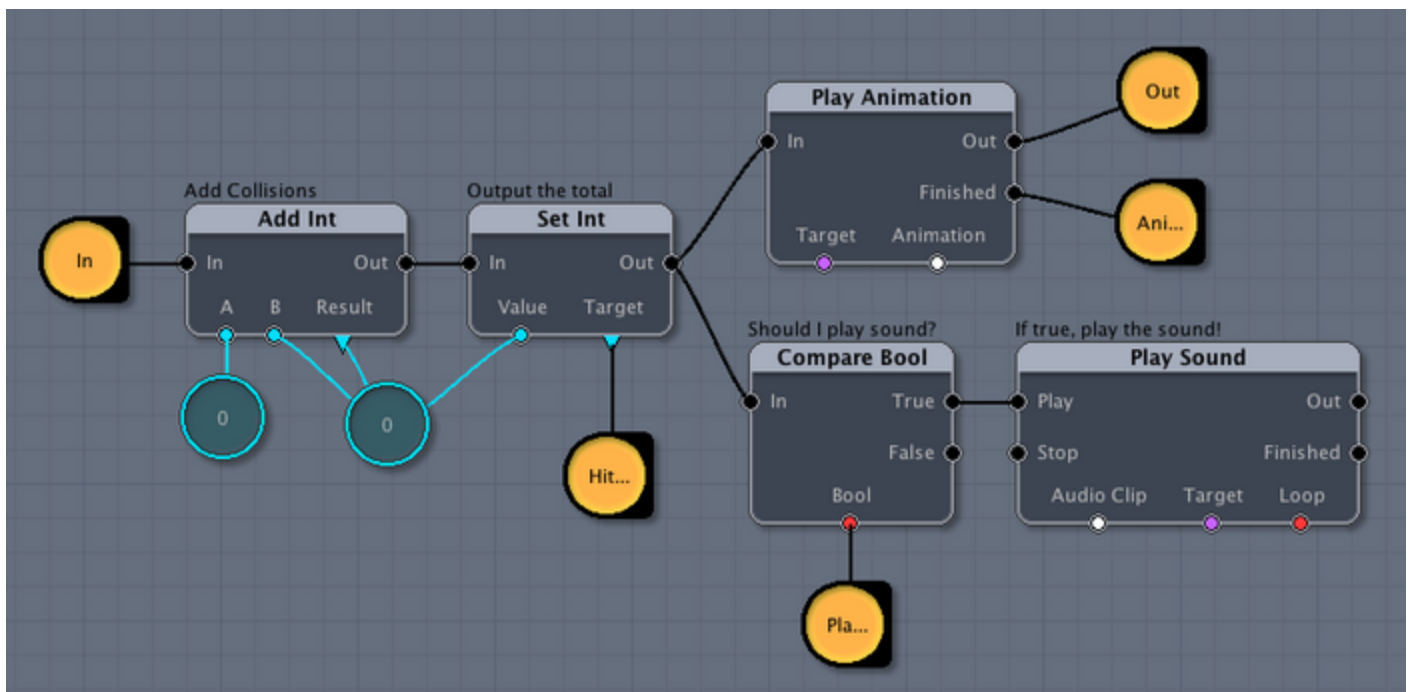 Add Collisions
Add Int
In
In
Out
A
B
Result
0
0
Output the total
Set Int
In
Out
Value
Target
Hit...
Play Animation
In
Out
Finished
Target
Animation
Out
Ani...
Should I play sound?
Compare Bool
In
True
False
Bool
Pla...
If true, play the sound!
Play Sound
Play
Out
Stop
Finished
Audio Clip
Target
Loop